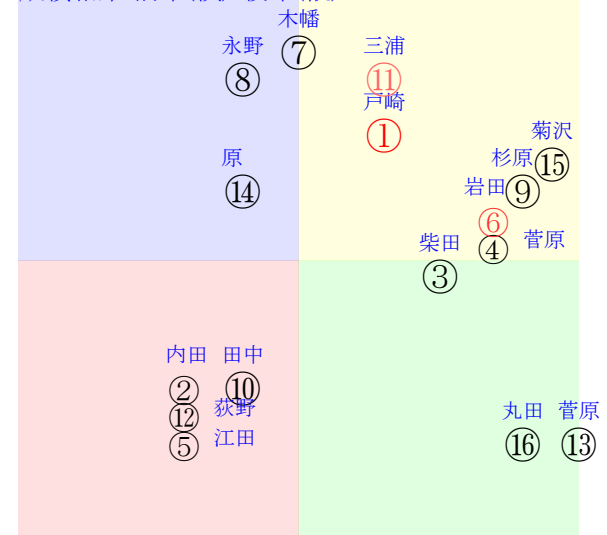 木幡
⑦
永野
⑧
三浦
⑪
戸崎
①
菊沢
⑮
杉原
⑨
原
⑭
岩田
⑥
菅原
④
柴田
③
内田 田中
② ⑩
⑫ 荻野
⑤ 江田
丸田 菅原
⑯ ⑬